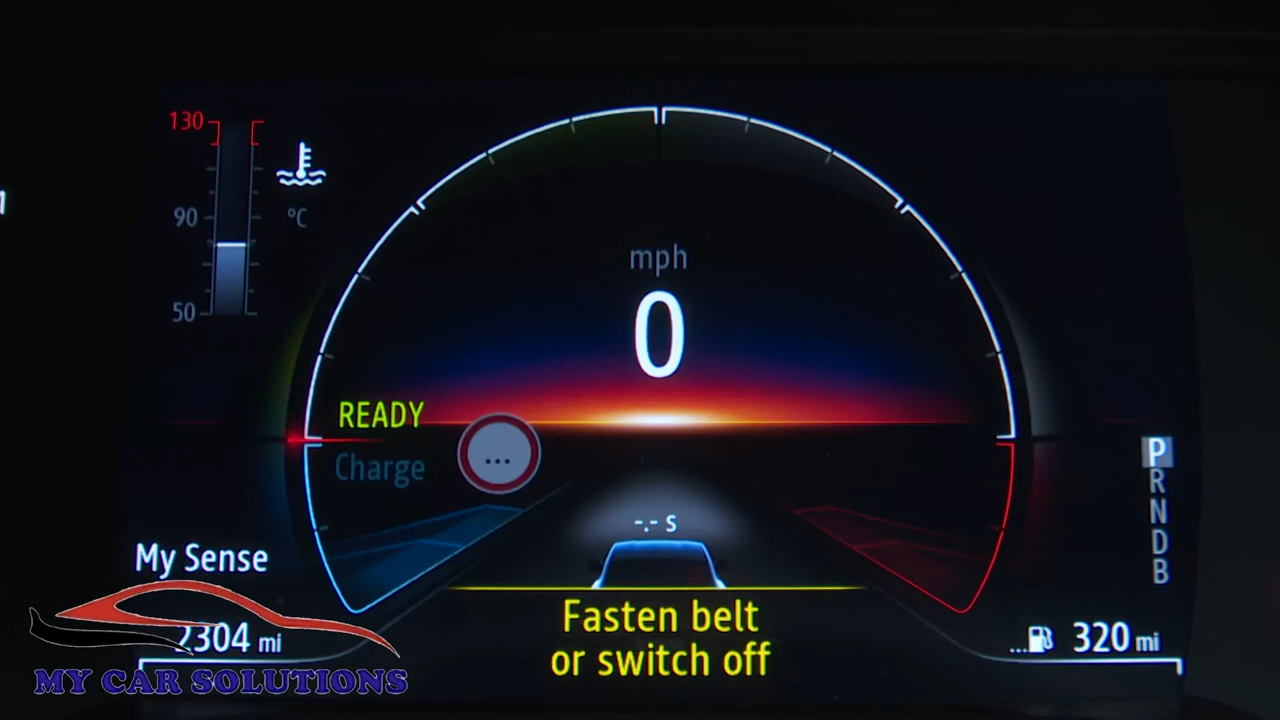 130
90
°C
50
mph
0
READY
Charge
...
-.- s
P
R
N
D
B
My Sense
Fasten belt
or switch off
2304 mi
... 320 mi
MY CAR SOLUTIONS